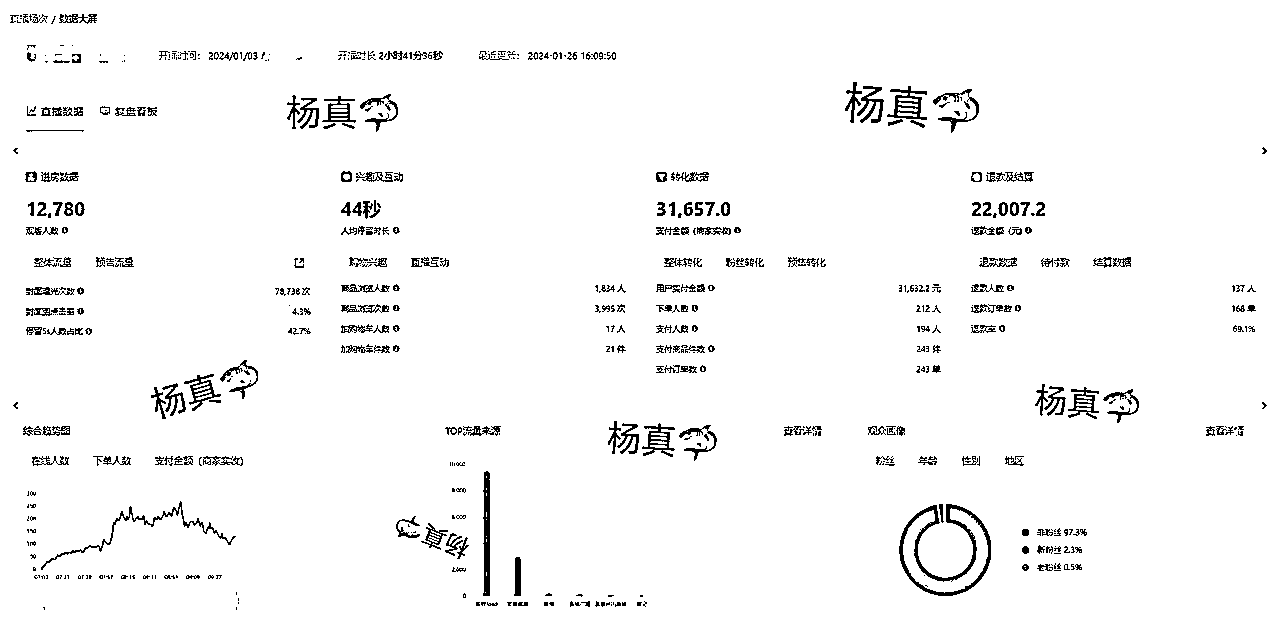 直播场次 / 数据大屏
开播时间: 2024/01/03
开播时长 2小时41分36秒
最近更新: 2024-01-26 16:09:50
直播数据
复盘看板
杨真
杨真
进房数据
兴趣及互动
转化数据
退款及结算
12,780
44秒
31,657.0
22,007.2
观看人数
人均停留时长
支付金额 (商家实收)
退款金额 (元)
整体流量 预告流量
购物兴趣 直播互动
整体转化 粉丝转化 预售转化
退款数据 待付款 结算数据
封面曝光次数 78,738 次
封面图点击率 4.3%
停留5s人数占比 42.7%
商品浏览人数 1,834 人
商品浏览次数 3,995 次
加购物车人数 17 人
加购物车件数 21 件
用户支付金额 31,632.2 元
下单人数 212 人
支付人数 194 人
支付商品件数 243 件
支付订单数 243 单
退款人数 137 人
退款订单数 168 单
退款率 69.1%
杨真
杨真
杨真
综合趋势图
TOP流量来源
查看详情
观众画像
查看详情
在线人数 下单人数 支付金额 (商家实收)
粉丝 年龄 性别 地区
杨真
非粉丝 97.3%
新粉丝 2.3%
老粉丝 0.5%